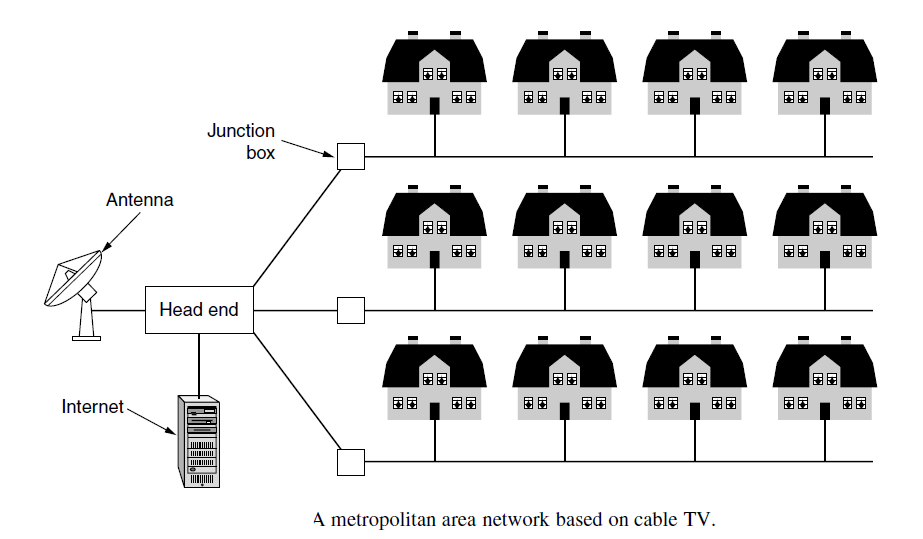 Junction
box
Antenna
Head end
Internet
A metropolitan area network based on cable TV.